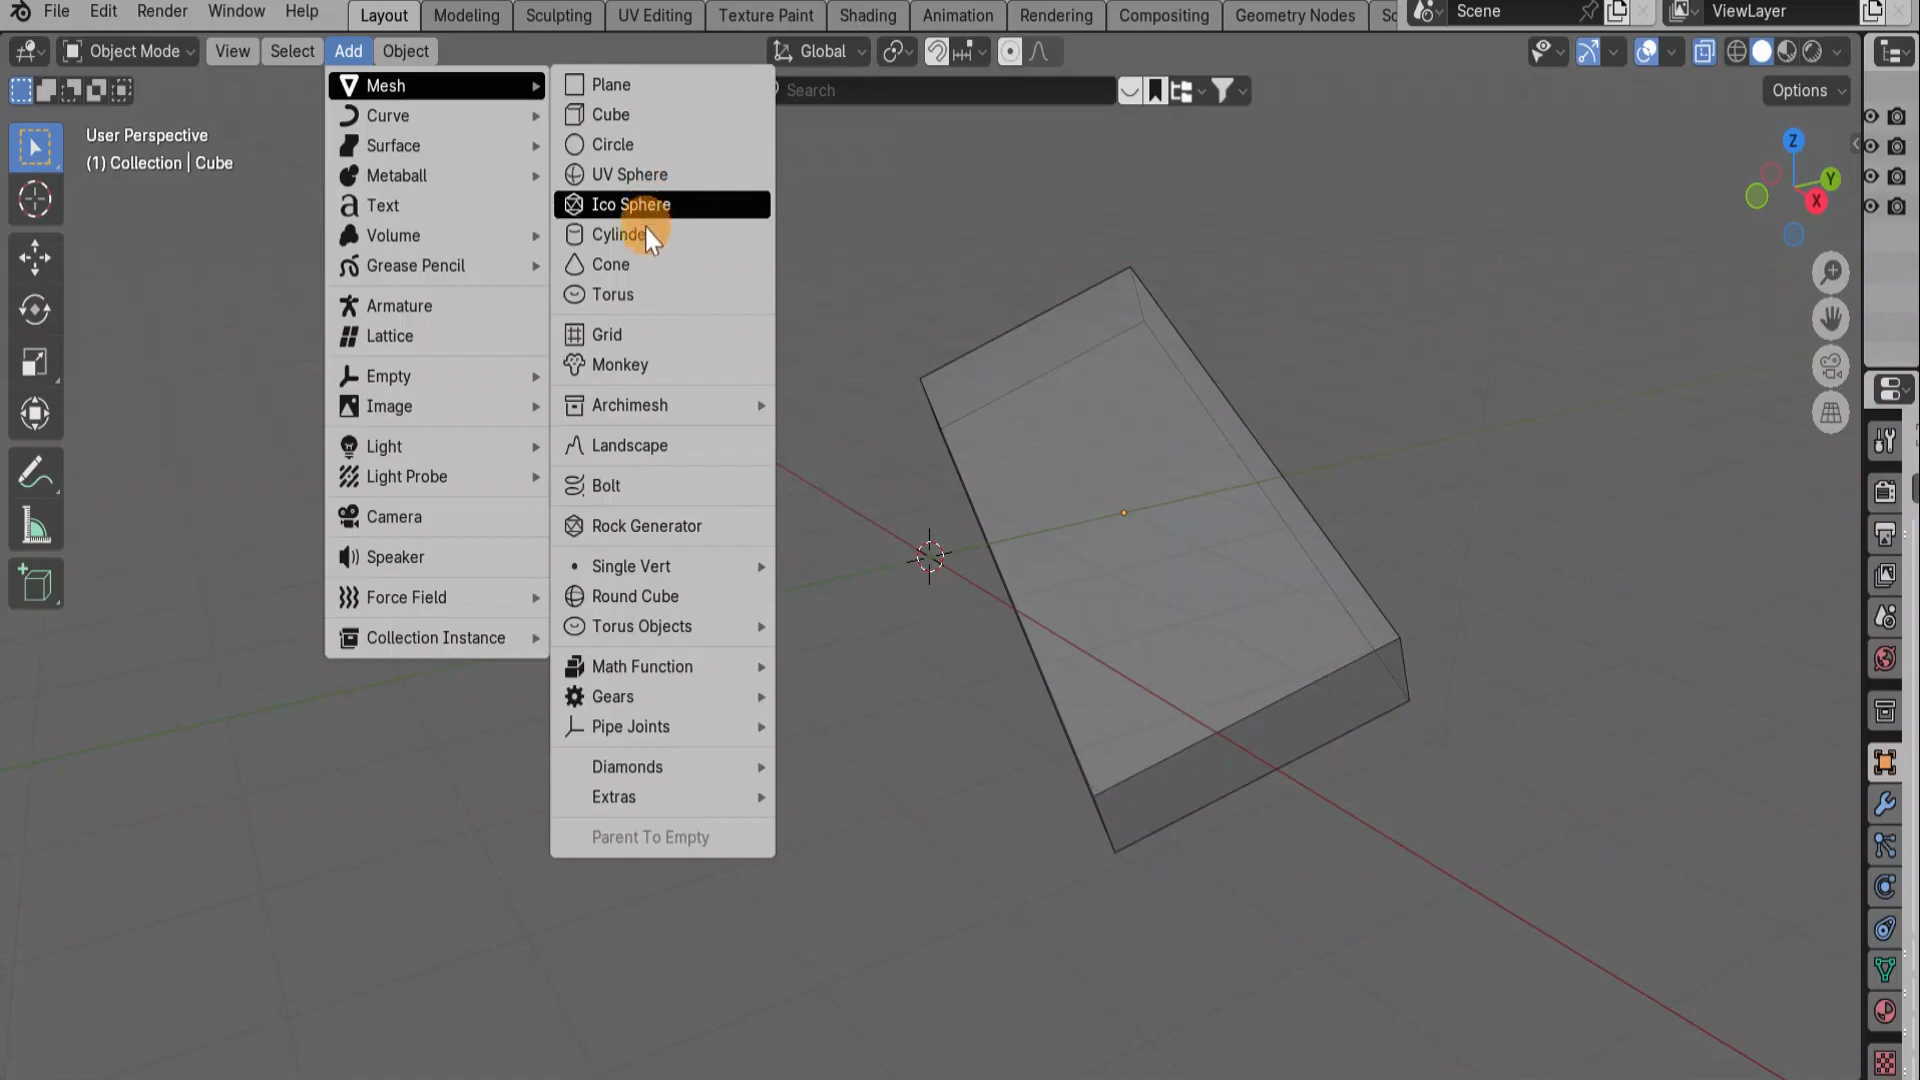 File Edit Render Window Help
Layout Modeling Sculpting UV Editing Texture Paint Shading Animation Rendering Compositing Geometry Nodes Sc
Scene
ViewLayer
Object Mode
View Select Add Object
Global
Search
Options
User Perspective
(1) Collection | Cube
Mesh
Curve
Surface
Metaball
Text
Volume
Grease Pencil
Armature
Lattice
Empty
Image
Light
Light Probe
Camera
Speaker
Force Field
Collection Instance
Plane
Cube
Circle
UV Sphere
Ico Sphere
Cylinde
Cone
Torus
Grid
Monkey
Archimesh
Landscape
Bolt
Rock Generator
Single Vert
Round Cube
Torus Objects
Math Function
Gears
Pipe Joints
Diamonds
Extras
Parent To Empty
Z
Y
X